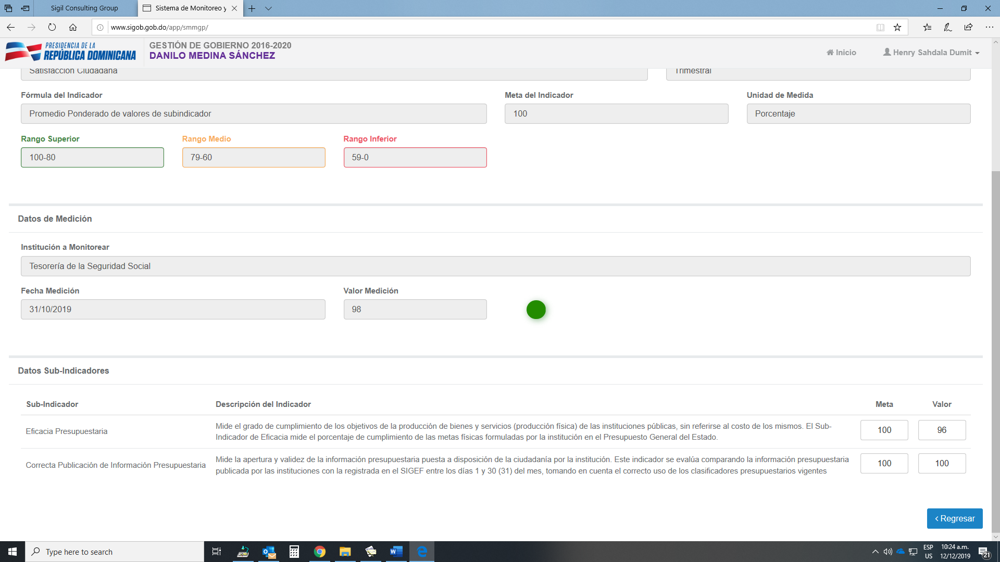 Sigil Consulting Group
Sistema de Monitoreo y
www.sigob.gob.do/app/smmgp/
PRESIDENCIA DE LA
REPÚBLICA DOMINICANA
GESTIÓN DE GOBIERNO 2016-2020
DANILO MEDINA SÁNCHEZ
Inicio
Henry Sahdala Dumit
Satisfacción Ciudadana
Trimestral
Fórmula del Indicador
Meta del Indicador
Unidad de Medida
Promedio Ponderado de valores de subindicador
100
Porcentaje
Rango Superior
Rango Medio
Rango Inferior
100-80
79-60
59-0
Datos de Medición
Institución a Monitorear
Tesorería de la Seguridad Social
Fecha Medición
Valor Medición
31/10/2019
98
Datos Sub-Indicadores
Sub-Indicador
Descripción del Indicador
Meta
Valor
Eficacia Presupuestaria
Mide el grado de cumplimiento de los objetivos de la producción de bienes y servicios (producción física) de las instituciones públicas, sin referirse al costo de los mismos. El Sub-
Indicador de Eficacia mide el porcentaje de cumplimiento de las metas físicas formuladas por la institución en el Presupuesto General del Estado.
100
96
Correcta Publicación de Información Presupuestaria
Mide la apertura y validez de la información presupuestaria puesta a disposición de la ciudadanía por la institución. Este indicador se evalúa comparando la información presupuestaria
publicada por las instituciones con la registrada en el SIGEF entre los días 1 y 30 (31) del mes, tomando en cuenta el correcto uso de los clasificadores presupuestarios vigentes
100
100
‹ Regresar
Type here to search
ESP
US
10:24 a.m.
12/12/2019
21